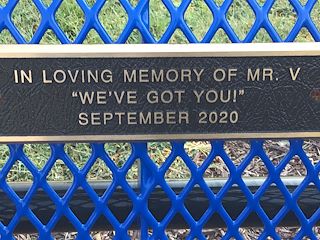 IN LOVING MEMORY OF MR. V
“WE’VE GOT YOU!”
SEPTEMBER 2020